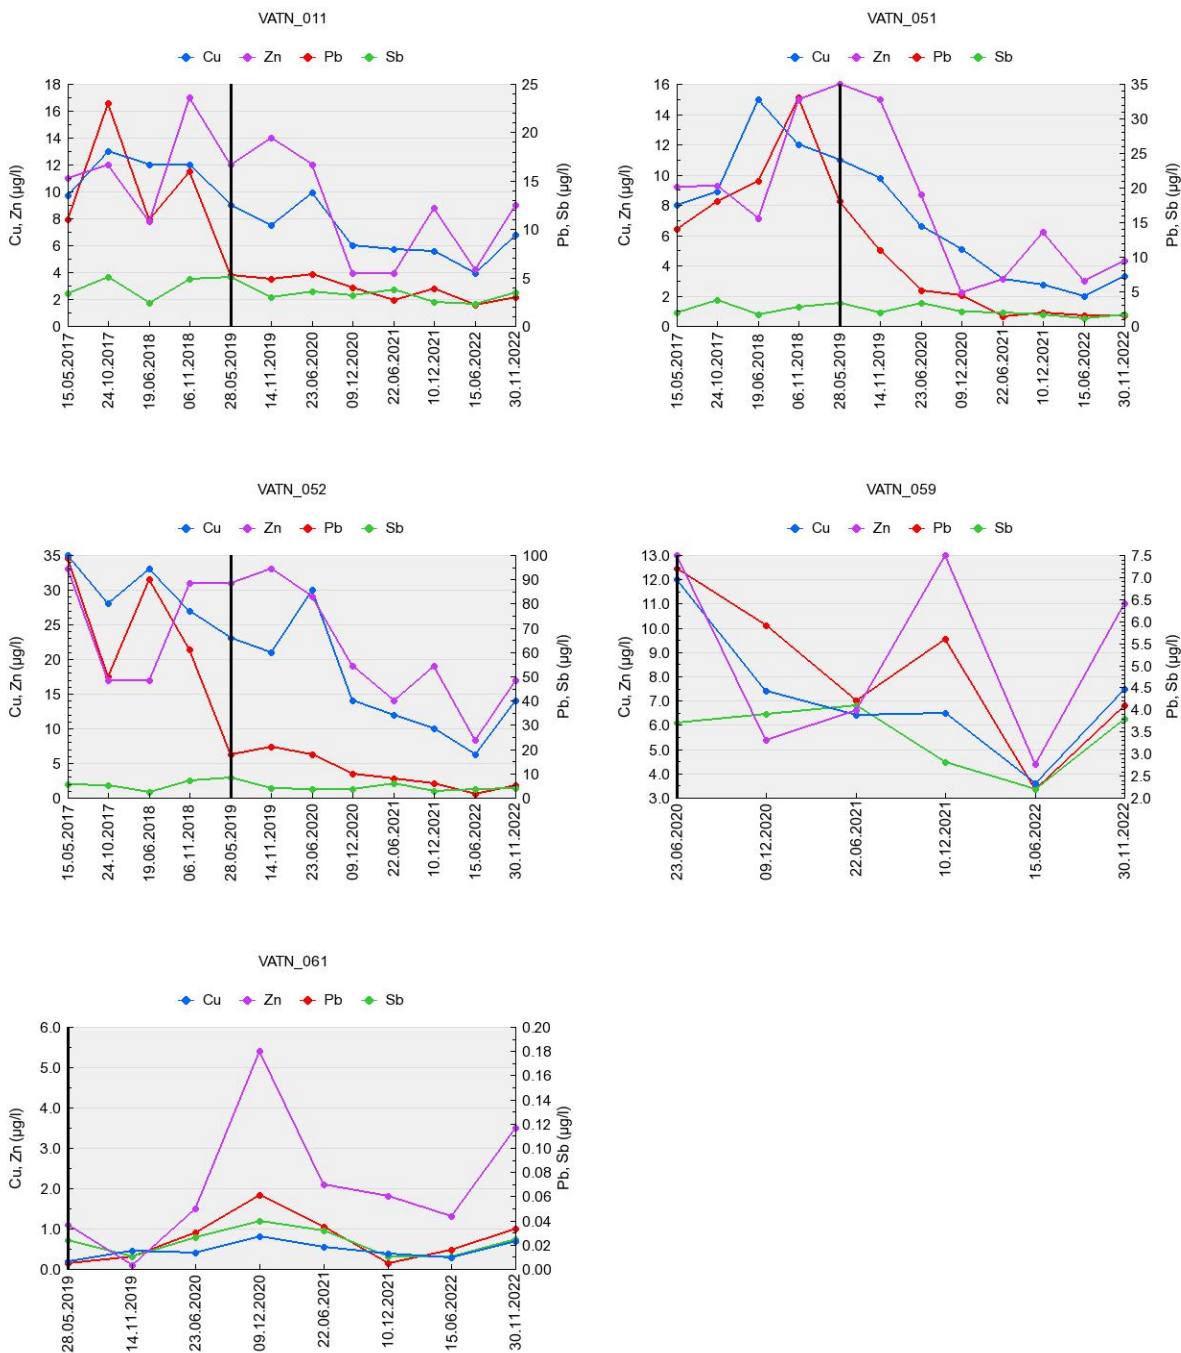 VATN_011
Cu Zn Pb Sb
18 16 14 12 10 8 6 4 2 0
Cu, Zn (µg/l)
25 20 15 10 5 0
Pb, Sb (µg/l)
15.05.2017 24.10.2017 19.06.2018 06.11.2018 28.05.2019 14.11.2019 23.06.2020 09.12.2020 22.06.2021 10.12.2021 15.06.2022 30.11.2022
VATN_051
Cu Zn Pb Sb
16 14 12 10 8 6 4 2 0
Cu, Zn (µg/l)
35 30 25 20 15 10 5 0
Pb, Sb (µg/l)
15.05.2017 24.10.2017 19.06.2018 06.11.2018 28.05.2019 14.11.2019 23.06.2020 09.12.2020 22.06.2021 10.12.2021 15.06.2022 30.11.2022
VATN_052
Cu Zn Pb Sb
35 30 25 20 15 10 5 0
Cu, Zn (µg/l)
100 90 80 70 60 50 40 30 20 10 0
Pb, Sb (µg/l)
15.05.2017 24.10.2017 19.06.2018 06.11.2018 28.05.2019 14.11.2019 23.06.2020 09.12.2020 22.06.2021 10.12.2021 15.06.2022 30.11.2022
VATN_059
Cu Zn Pb Sb
13.0 12.0 11.0 10.0 9.0 8.0 7.0 6.0 5.0 4.0 3.0
Cu, Zn (µg/l)
7.5 7.0 6.5 6.0 5.5 5.0 4.5 4.0 3.5 3.0 2.5 2.0
Pb, Sb (µg/l)
23.06.2020 09.12.2020 22.06.2021 10.12.2021 15.06.2022 30.11.2022
VATN_061
Cu Zn Pb Sb
6.0 5.0 4.0 3.0 2.0 1.0 0.0
Cu, Zn (µg/l)
0.20 0.18 0.16 0.14 0.12 0.10 0.08 0.06 0.04 0.02 0.00
Pb, Sb (µg/l)
28.05.2019 14.11.2019 23.06.2020 09.12.2020 22.06.2021 10.12.2021 15.06.2022 30.11.2022